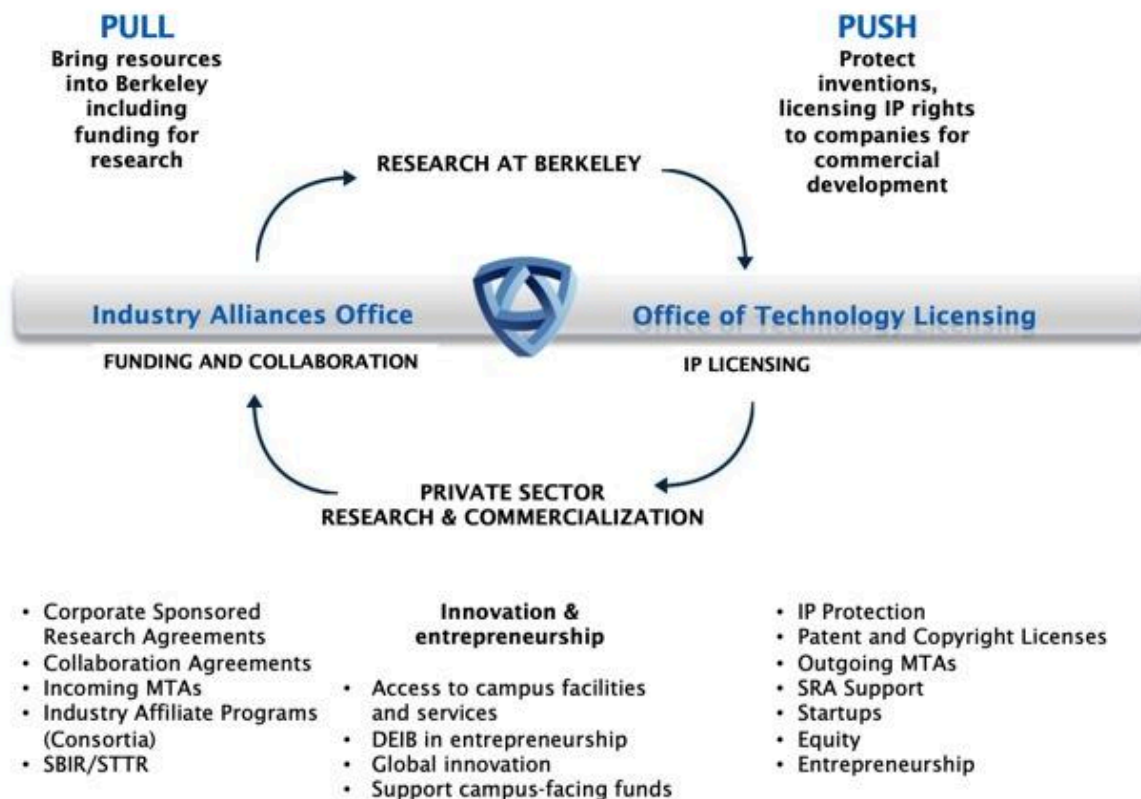 PULL
Bring resources
into Berkeley
including
funding for
research
PUSH
Protect
inventions,
licensing IP rights
to companies for
commercial
development
RESEARCH AT BERKELEY
Industry Alliances Office
Office of Technology Licensing
FUNDING AND COLLABORATION
IP LICENSING
PRIVATE SECTOR
RESEARCH & COMMERCIALIZATION
• Corporate Sponsored
Research Agreements
• Collaboration Agreements
• Incoming MTAs
• Industry Affiliate Programs
(Consortia)
• SBIR/STTR
Innovation &
entrepreneurship
• Access to campus facilities
and services
• DEIB in entrepreneurship
• Global innovation
• Support campus-facing funds
• IP Protection
• Patent and Copyright Licenses
• Outgoing MTAs
• SRA Support
• Startups
• Equity
• Entrepreneurship